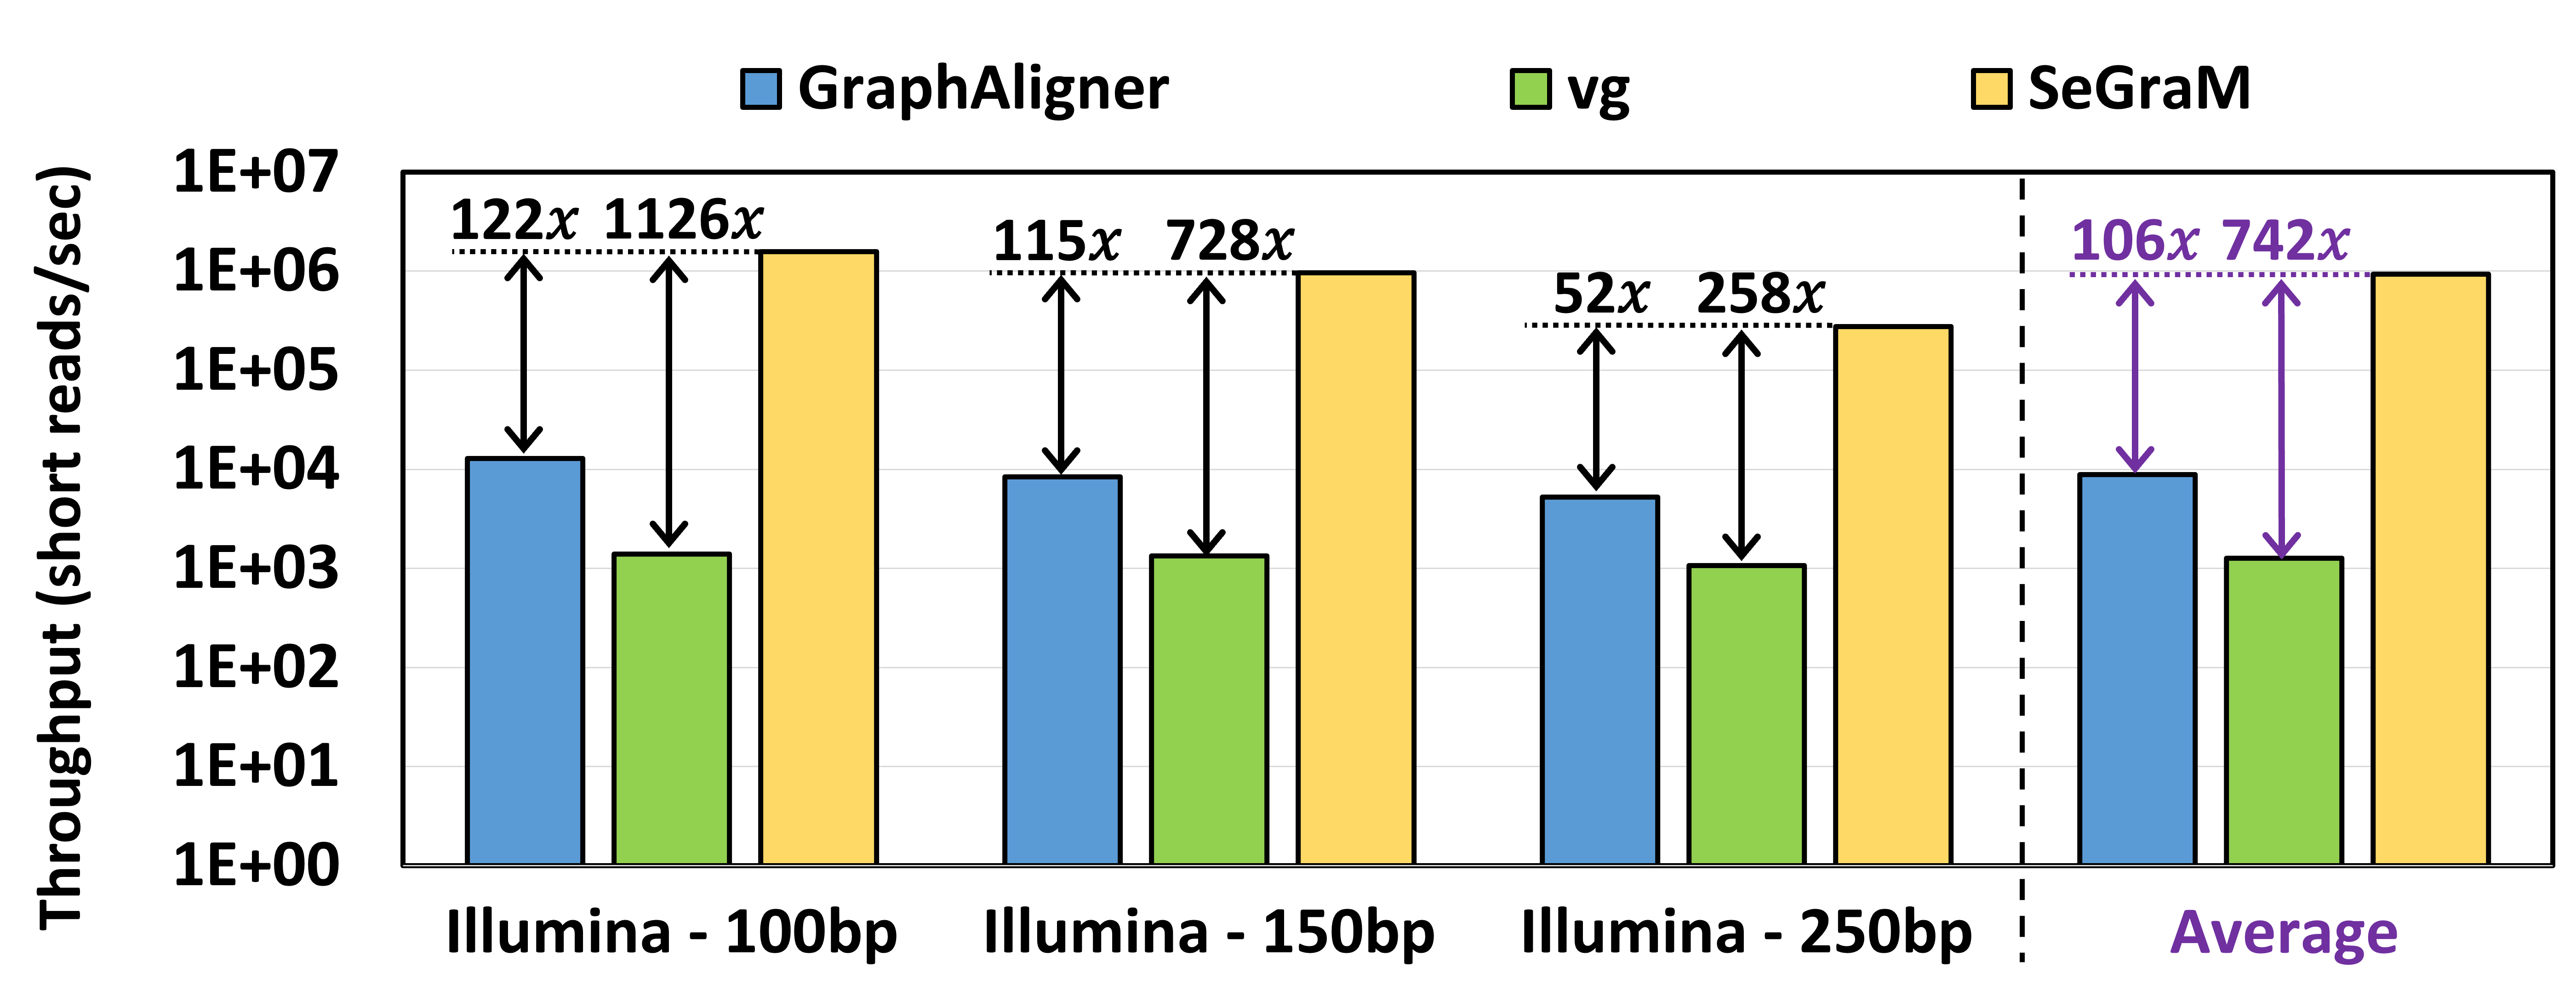 GraphAligner vg SeGraM
Throughput (short reads/sec)
1E+07
1E+06
1E+05
1E+04
1E+03
1E+02
1E+01
1E+00
122x 1126x
115x 728x
52x 258x
106x 742x
Illumina - 100bp Illumina - 150bp Illumina - 250bp Average